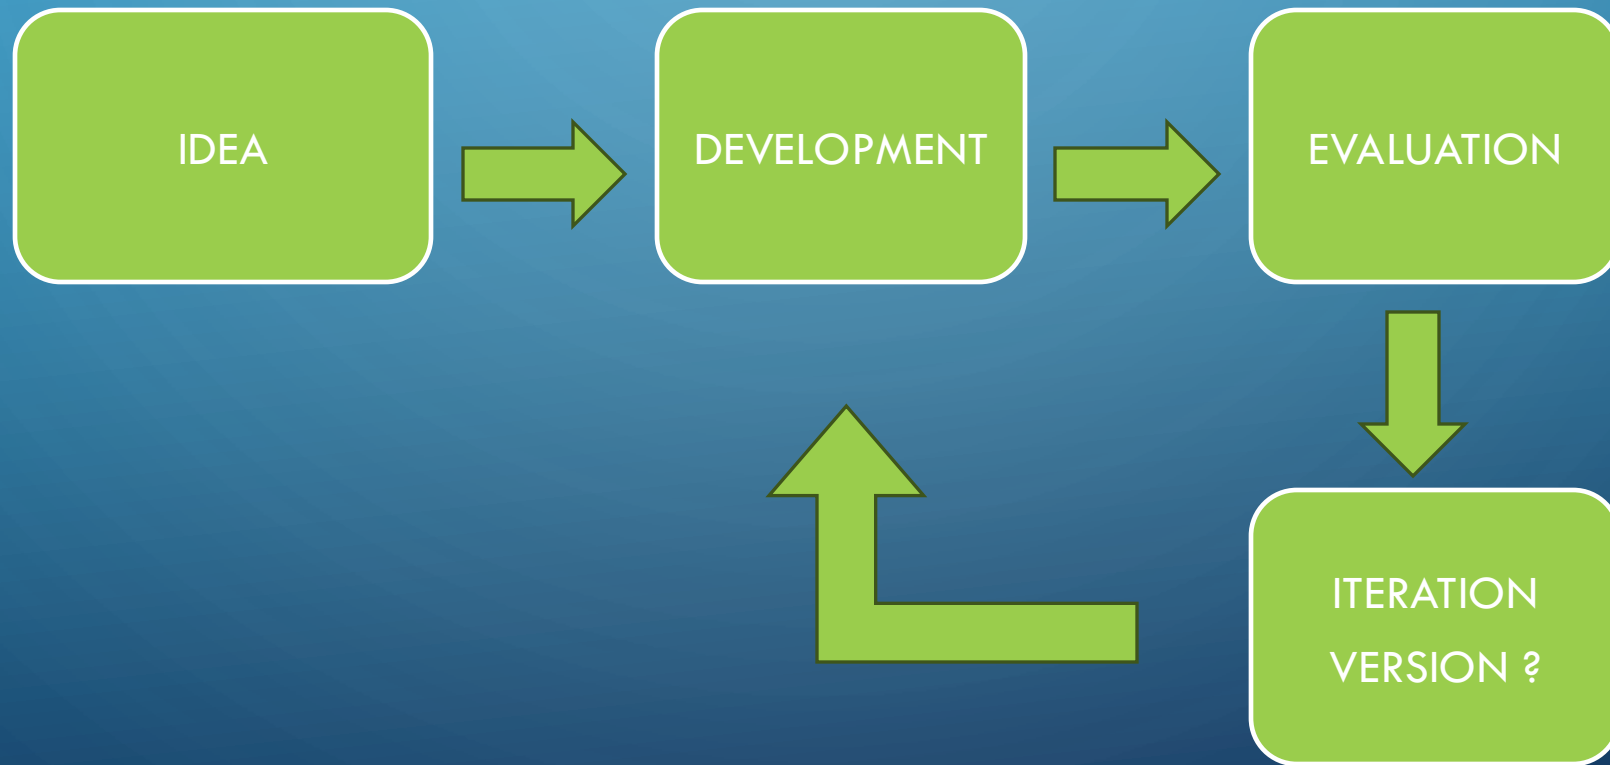 IDEA
DEVELOPMENT
EVALUATION
ITERATION
VERSION ?